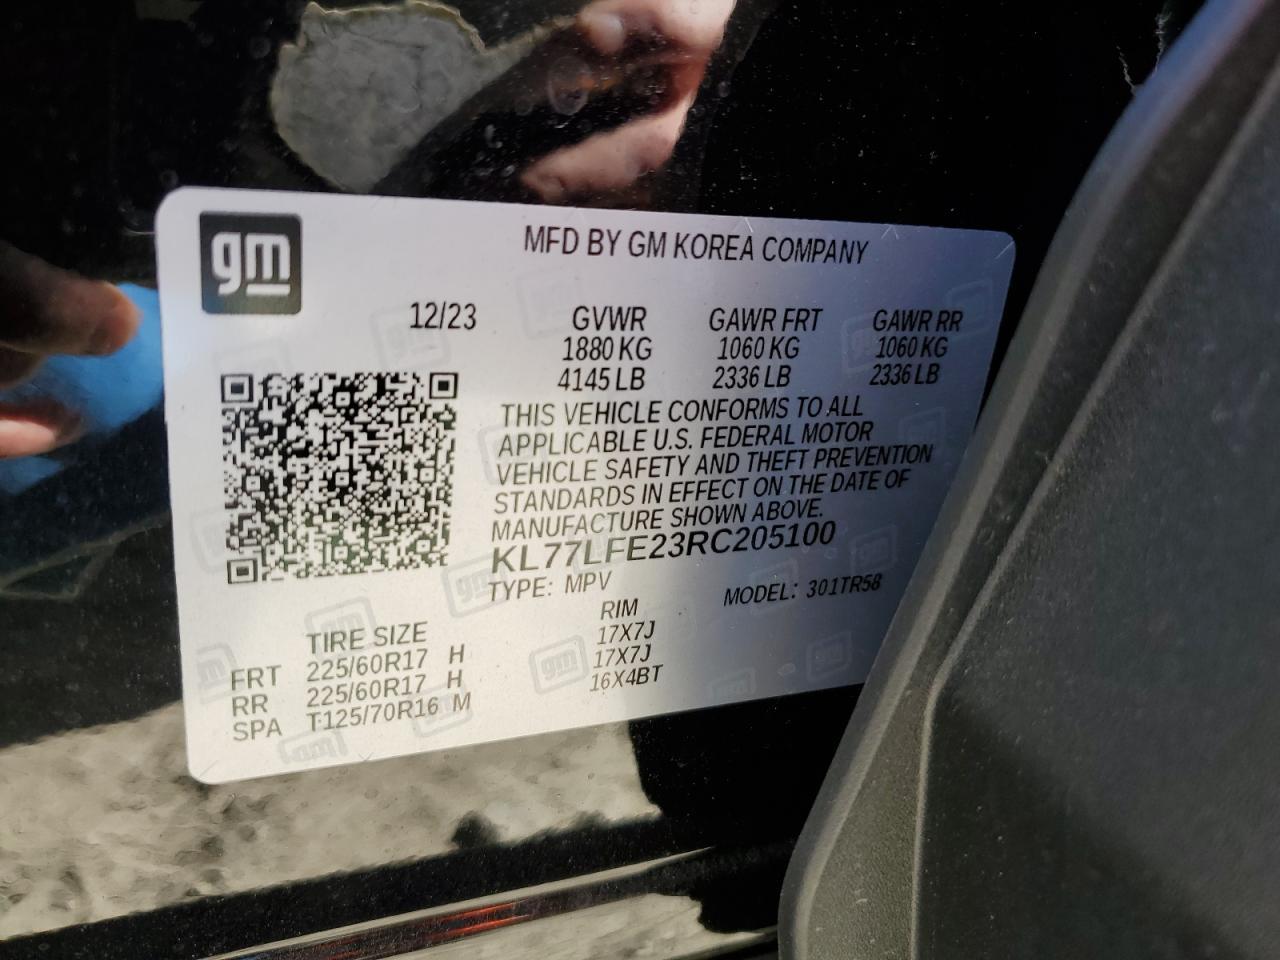 gm
MFD BY GM KOREA COMPANY
12/23 GVWR GAWR FRT GAWR RR
1880 KG 1060 KG 1060 KG
4145 LB 2336 LB 2336 LB
THIS VEHICLE CONFORMS TO ALL
APPLICABLE U.S. FEDERAL MOTOR
VEHICLE SAFETY AND THEFT PREVENTION
STANDARDS IN EFFECT ON THE DATE OF
MANUFACTURE SHOWN ABOVE.
KL77LFE23RC205100
TYPE: MPV MODEL: 301TR58
TIRE SIZE RIM
FRT 225/60R17 H 17X7J
RR 225/60R17 H 17X7J
SPA T125/70R16 M 16X4BT